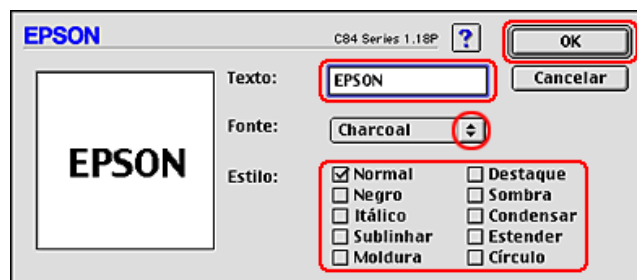 EPSON C84 Series 1.18P ? OK
Texto: EPSON Cancelar
Fonte: Charcoal
EPSON
Estilo: Normal Destaque
Negro Sombra
Itálico Condensar
Sublinhar Estender
Moldura Círculo